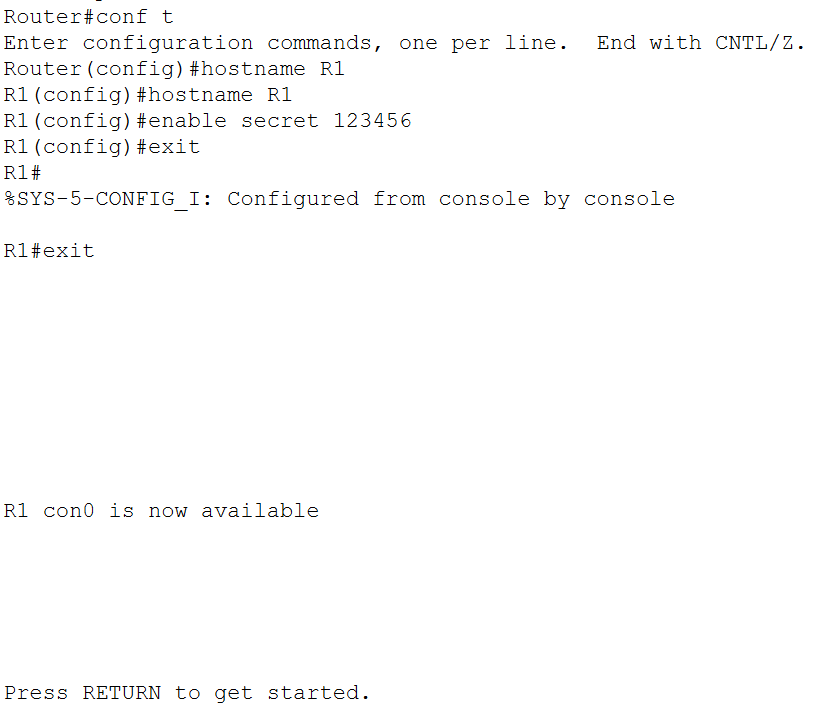 Router#conf t
Enter configuration commands, one per line.  End with CNTL/Z.
Router(config)#hostname R1
R1(config)#hostname R1
R1(config)#enable secret 123456
R1(config)#exit
R1#
%SYS-5-CONFIG_I: Configured from console by console
R1#exit
R1 con0 is now available
Press RETURN to get started.